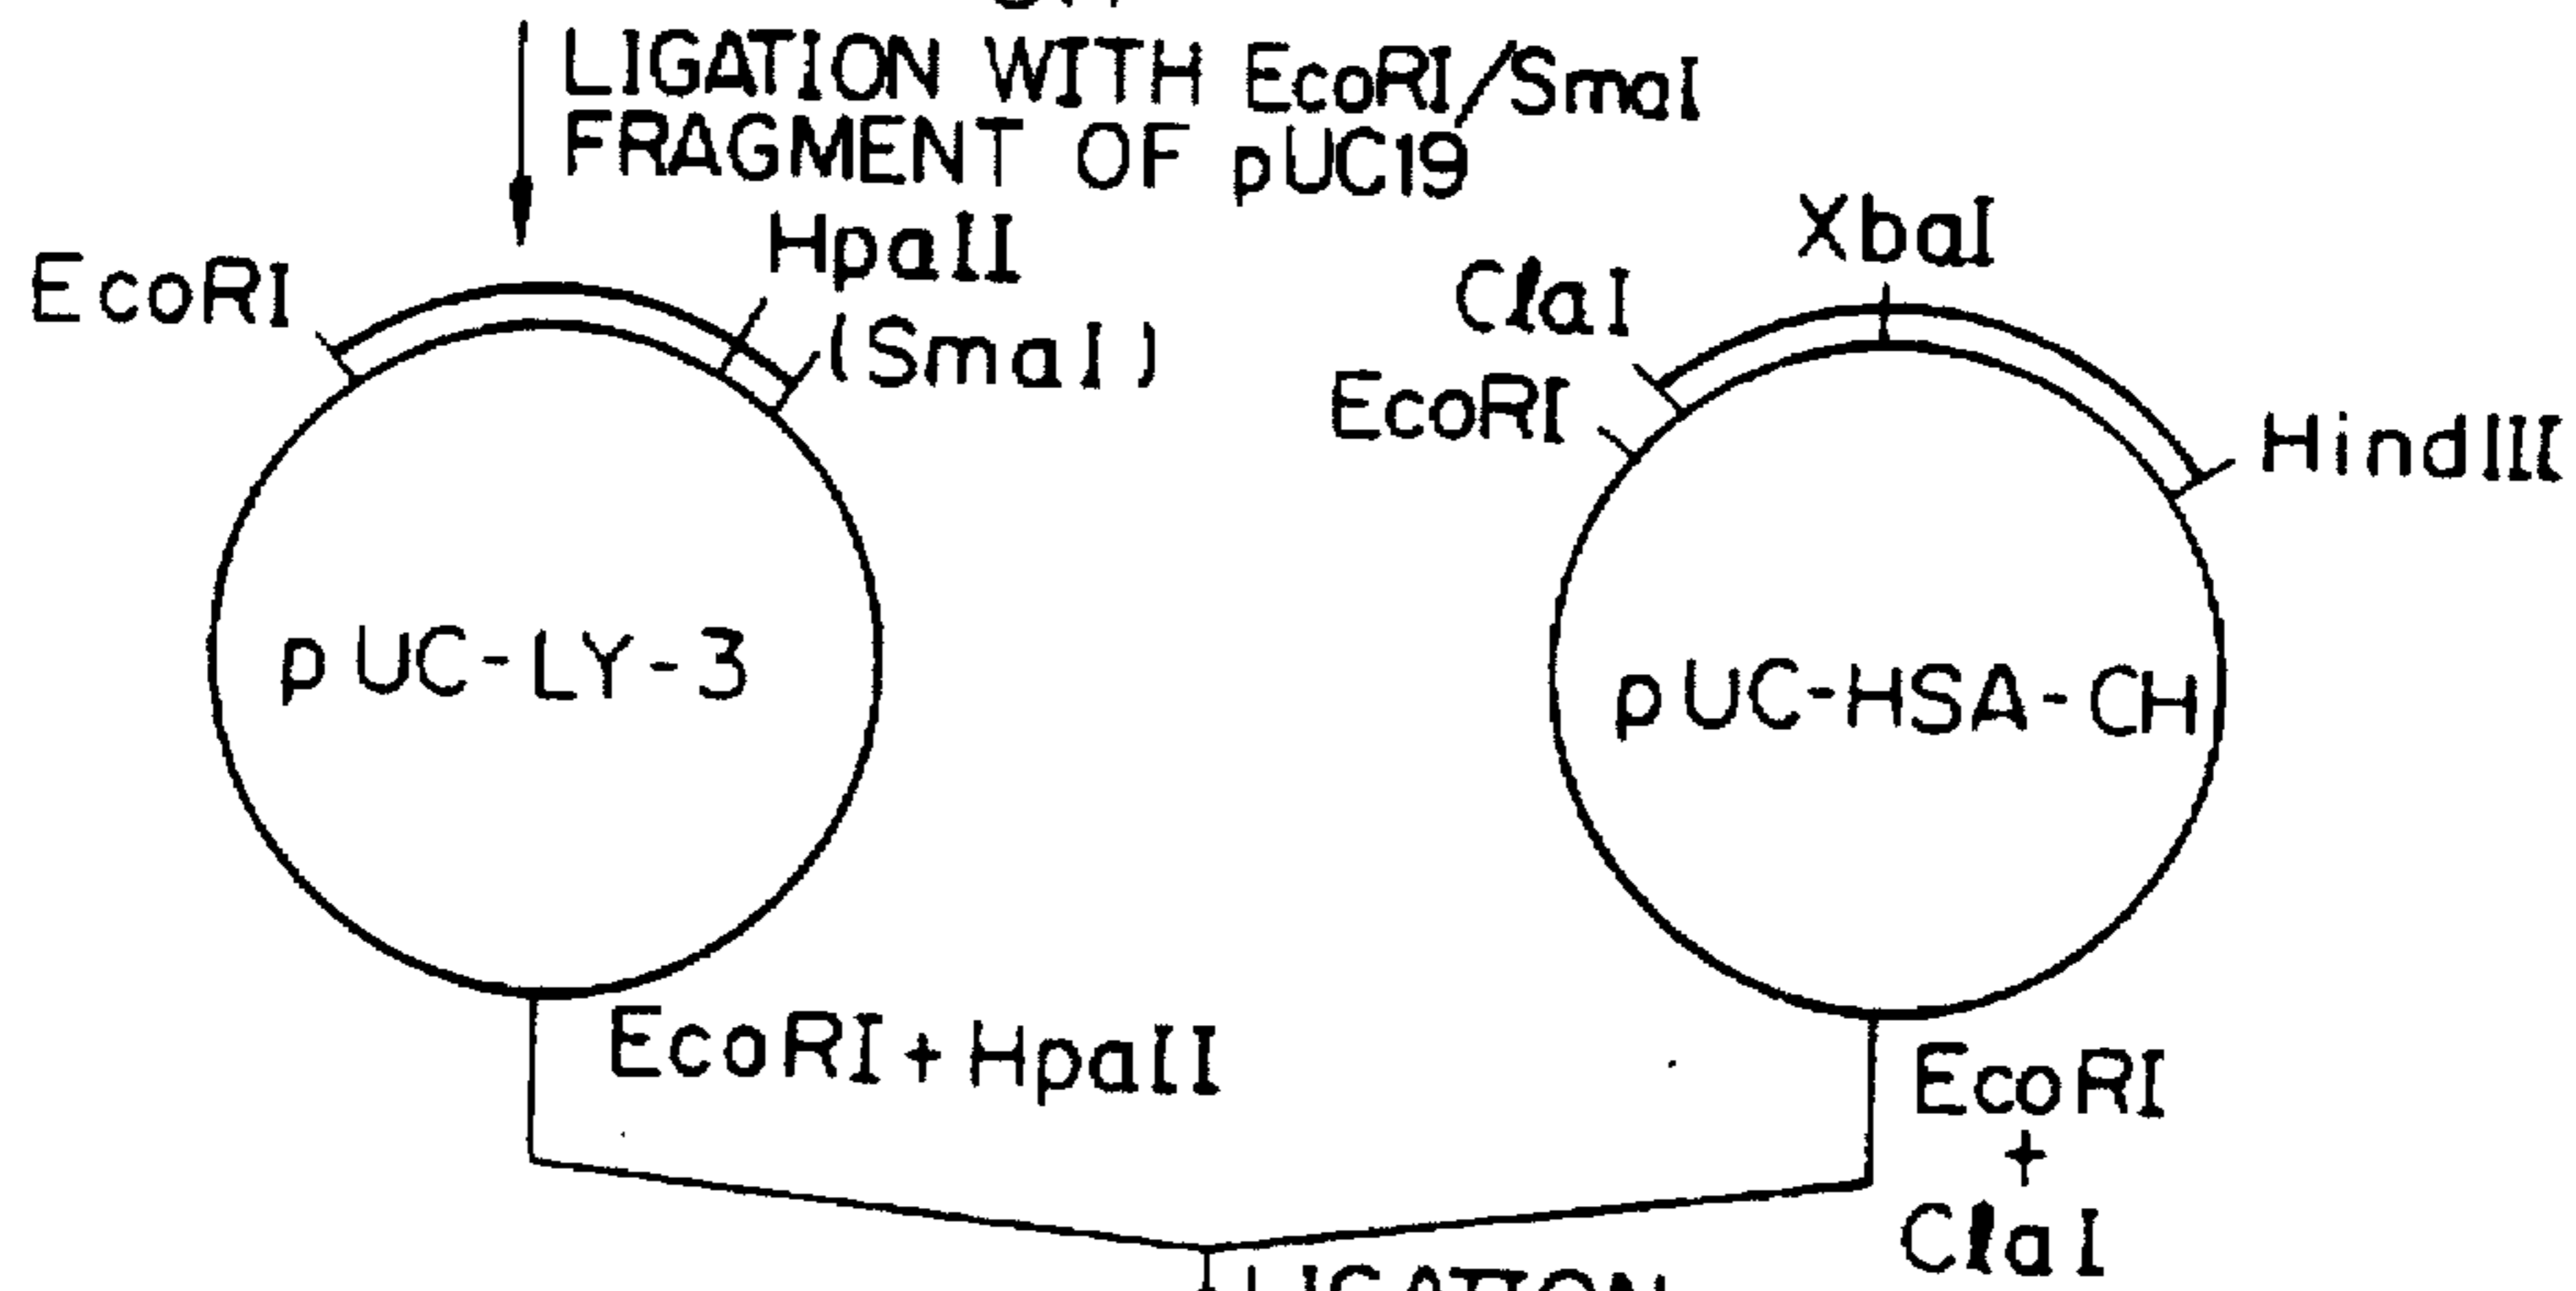 LIGATION WITH EcoRI/SmaI
FRAGMENT OF pUC19
EcoRI
HpaII
(SmaI)
pUC-LY-3
XbaI
ClaI
EcoRI
HindIII
pUC-HSA-CH
EcoRI+HpaII
EcoRI
+
ClaI
LIGATION